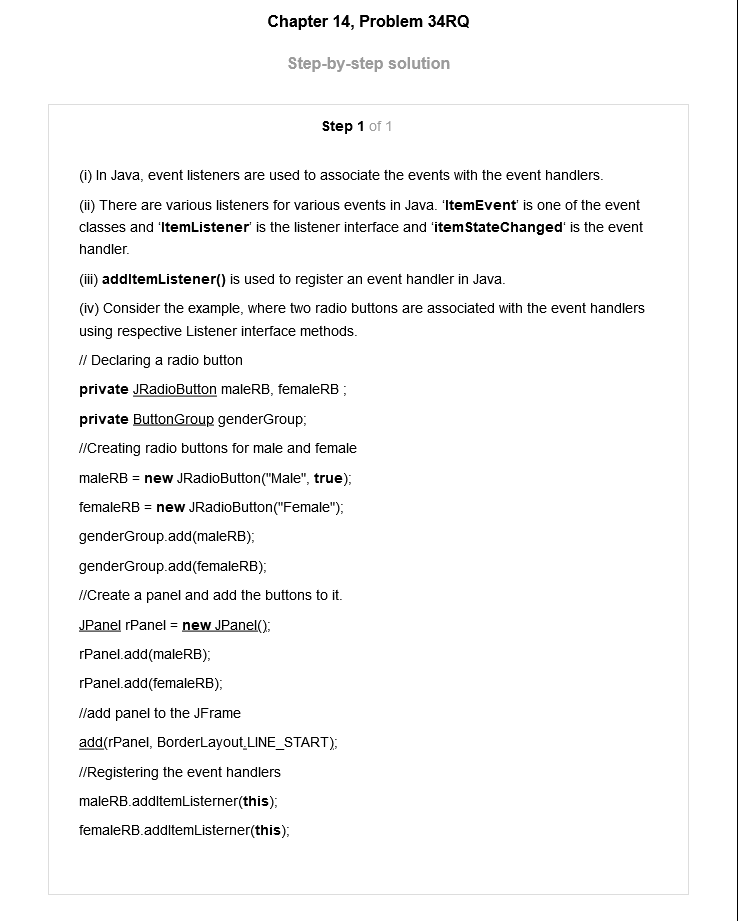 Chapter 14, Problem 34RQ
Step-by-step solution
Step 1 of 1
(i) In Java, event listeners are used to associate the events with the event handlers.
(ii) There are various listeners for various events in Java. ‘ItemEvent’ is one of the event
classes and ‘ItemListener’ is the listener interface and ‘itemStateChanged‘ is the event
handler.
(iii) addItemListener() is used to register an event handler in Java.
(iv) Consider the example, where two radio buttons are associated with the event handlers
using respective Listener interface methods.
// Declaring a radio button
private JRadioButton maleRB, femaleRB ;
private ButtonGroup genderGroup;
//Creating radio buttons for male and female
maleRB = new JRadioButton("Male", true);
femaleRB = new JRadioButton("Female");
genderGroup.add(maleRB);
genderGroup.add(femaleRB);
//Create a panel and add the buttons to it.
JPanel rPanel = new JPanel();
rPanel.add(maleRB);
rPanel.add(femaleRB);
//add panel to the JFrame
add(rPanel, BorderLayout.LINE_START);
//Registering the event handlers
maleRB.addItemListerner(this);
femaleRB.addItemListerner(this);